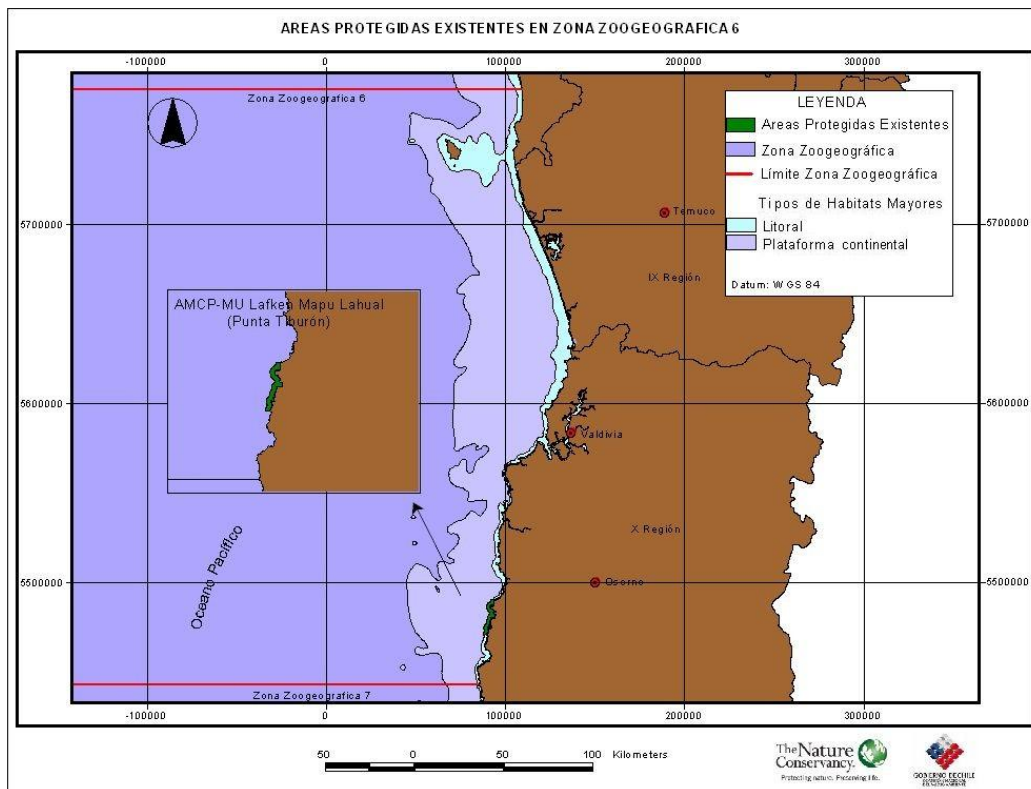 AREAS PROTEGIDAS EXISTENTES EN ZONA ZOOGEOGRAFICA 6
-100000 0 100000 200000 300000
Zona Zoogeografica 6
LEYENDA
Areas Protegidas Existentes
Zona Zoogeográfica
Límite Zona Zoogeográfica
Tipos de Habitats Mayores
Litoral
Plataforma continental
Datum: WGS 84
5700000 5700000
Temuco
IX Región
AMCP-MU Lafken Mapu Lahual
(Punta Tiburón)
5600000 5600000
Valdivia
X Región
Oceano Pacífico
5500000 5500000
Osorno
Zona Zoogeografica 7
-100000 0 100000 200000 300000
50 0 50 100 Kilometers
The Nature
Conservancy
Protecting nature. Preserving life.
GOBIERNO DE CHILE